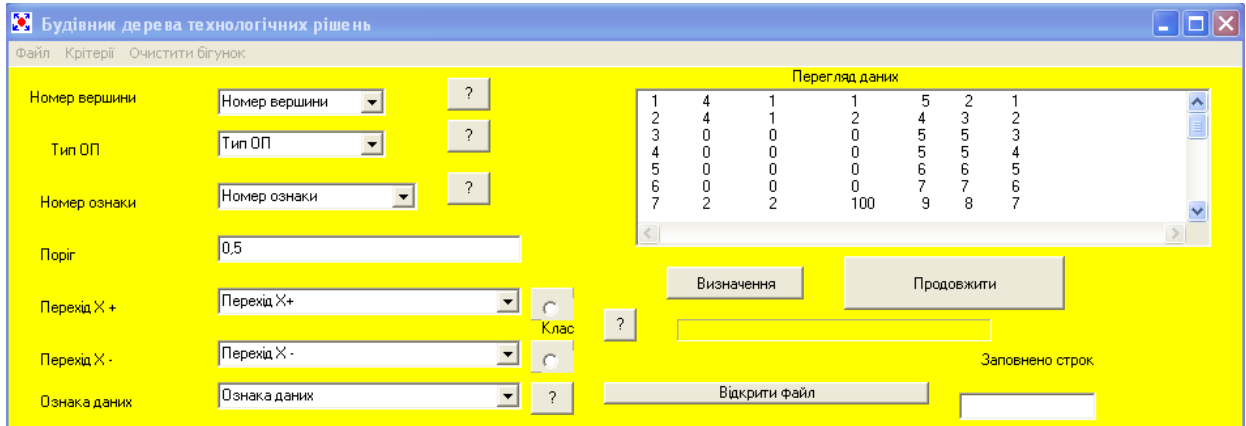 Будівник дерева технологічних рішень
Файл Крітерії Очистити бігунок
Номер вершини Номер вершини ?
Тип ОП Тип ОП ?
Номер ознаки Номер ознаки ?
Поріг 0,5
Перехід X + Перехід X+
Клас ?
Перехід X - Перехід X -
Ознака даних Ознака даних ?
Перегляд даних
1 4 1 1 5 2 1
2 4 1 2 4 3 2
3 0 0 0 5 5 3
4 0 0 0 5 5 4
5 0 0 0 6 6 5
6 0 0 0 7 7 6
7 2 2 100 9 8 7
Визначення Продовжити
Заповнено строк
Відкрити файл